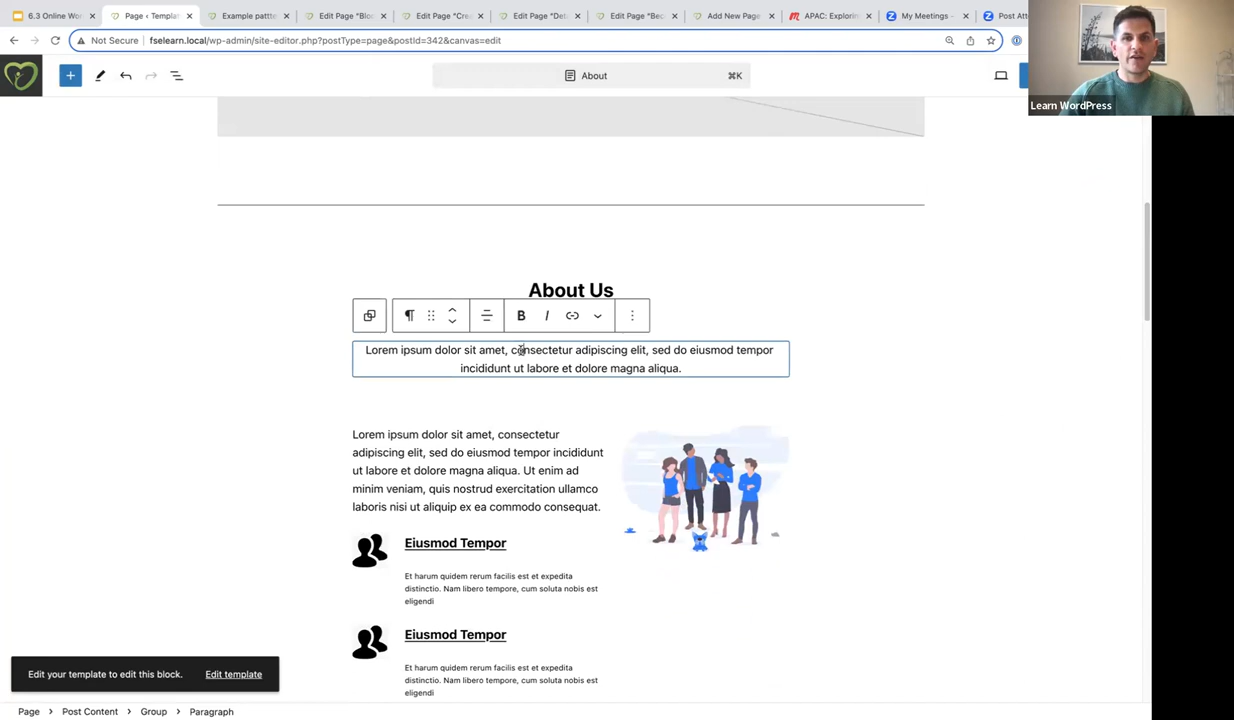 6.3 Online Wor
Page ‹ Templat
Example pattte
Edit Page "Bloc
Edit Page "Cre
Edit Page "Deta
Edit Page "Beca
Add New Page
APAC: Explorin
My Meetings -
Post Atte
Not Secure
fselearn.local/wp-admin/site-editor.php?postType=page&postId=342&canvas=edit
About
⌘K
Learn WordPress
About Us
B I
Lorem ipsum dolor sit amet, consectetur adipiscing elit, sed do eiusmod tempor
incididunt ut labore et dolore magna aliqua.
Lorem ipsum dolor sit amet, consectetur
adipiscing elit, sed do eiusmod tempor incididunt
ut labore et dolore magna aliqua. Ut enim ad
minim veniam, quis nostrud exercitation ullamco
laboris nisi ut aliquip ex ea commodo consequat.
Eiusmod Tempor
Et harum quidem rerum facilis est et expedita
distinctio. Nam libero tempore, cum soluta nobis est
eligendi
Eiusmod Tempor
Et harum quidem rerum facilis est et expedita
distinctio. Nam libero tempore, cum soluta nobis est
eligendi
Edit your template to edit this block. Edit template
Page > Post Content > Group > Paragraph